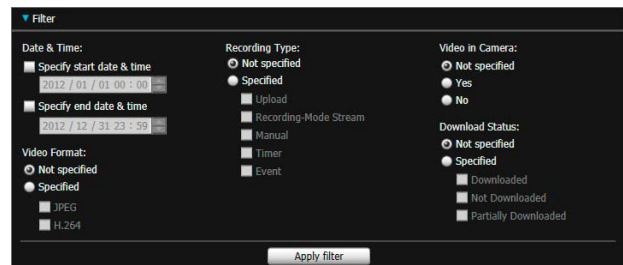 Filter
Date & Time:
Specify start date & time
2012 / 01 / 01 00 : 00
Specify end date & time
2012 / 12 / 31 23 : 59
Video Format:
Not specified
Specified
JPEG
H.264
Recording Type:
Not specified
Specified
Upload
Recording-Mode Stream
Manual
Timer
Event
Video in Camera:
Not specified
Yes
No
Download Status:
Not specified
Specified
Downloaded
Not Downloaded
Partially Downloaded
Apply filter